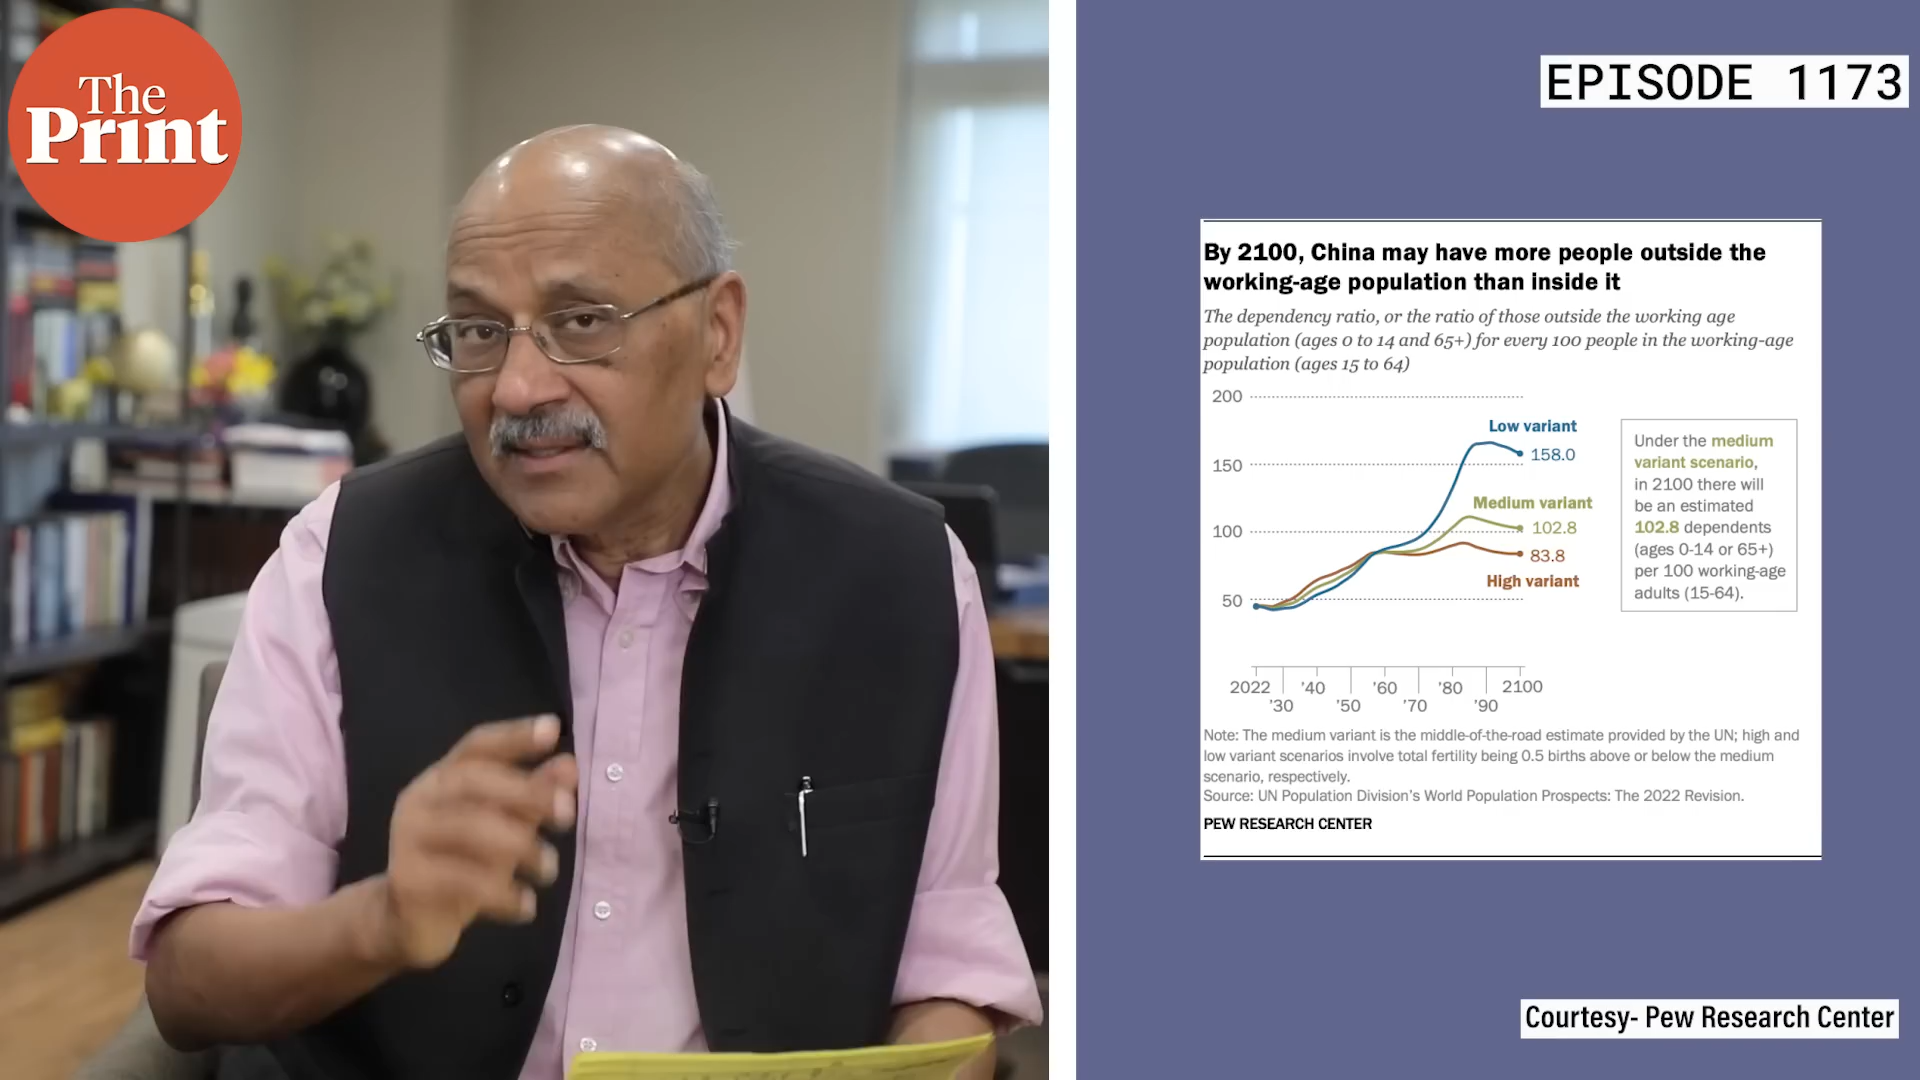 The
Print
EPISODE 1173
By 2100, China may have more people outside the
working-age population than inside it
The dependency ratio, or the ratio of those outside the working age
population (ages 0 to 14 and 65+) for every 100 people in the working-age
population (ages 15 to 64)
200
150
100
50
Low variant
158.0
Medium variant
102.8
83.8
High variant
Under the medium
variant scenario,
in 2100 there will
be an estimated
102.8 dependents
(ages 0-14 or 65+)
per 100 working-age
adults (15-64).
2022 '40 '60 '80 2100
'30 '50 '70 '90
Note: The medium variant is the middle-of-the-road estimate provided by the UN; high and
low variant scenarios involve total fertility being 0.5 births above or below the medium
scenario, respectively.
Source: UN Population Division's World Population Prospects: The 2022 Revision.
PEW RESEARCH CENTER
Courtesy- Pew Research Center